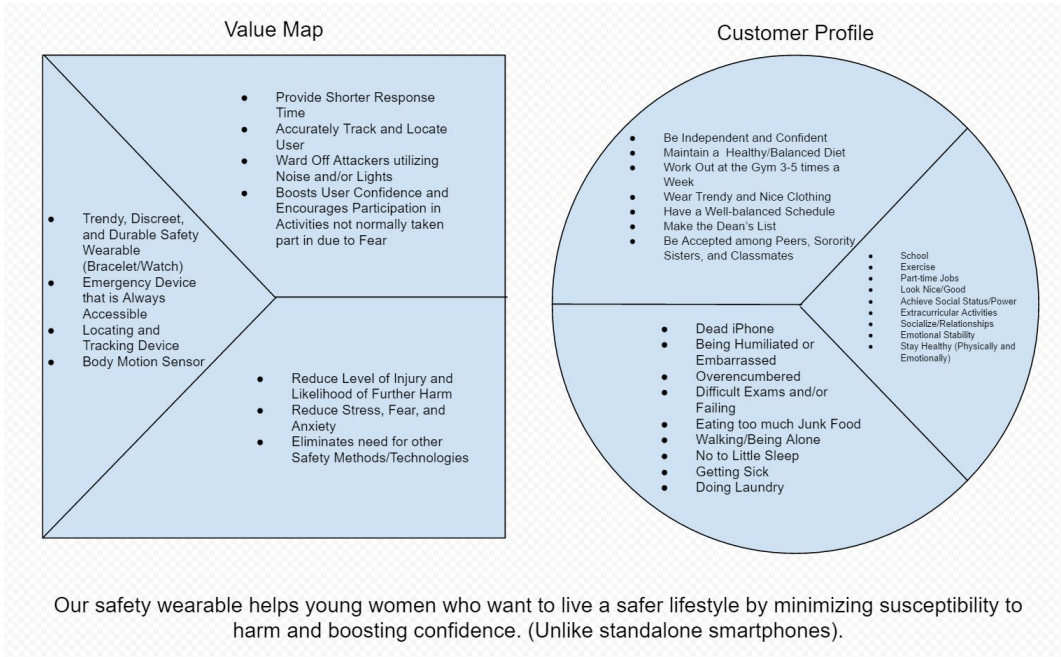 Value Map
Customer Profile
● Provide Shorter Response
Time
● Accurately Track and Locate
User
● Ward Off Attackers utilizing
Noise and/or Lights
● Boosts User Confidence and
Encourages Participation in
Activities not normally taken
part in due to Fear
● Trendy, Discreet,
and Durable Safety
Wearable
(Bracelet/Watch)
● Emergency Device
that is Always
Accessible
● Locating and
Tracking Device
● Body Motion Sensor
● Reduce Level of Injury and
Likelihood of Further Harm
● Reduce Stress, Fear, and
Anxiety
● Eliminates need for other
Safety Methods/Technologies
● Be Independent and Confident
● Maintain a Healthy/Balanced Diet
● Work Out at the Gym 3-5 times a
Week
● Wear Trendy and Nice Clothing
● Have a Well-balanced Schedule
● Make the Dean's List
● Be Accepted among Peers, Sorority
Sisters, and Classmates
● School
● Exercise
● Part-time Jobs
● Look Nice/Good
● Achieve Social Status/Power
● Extracurricular Activities
● Socialize/Relationships
● Emotional Stability
● Stay Healthy (Physically and
Emotionally)
● Dead iPhone
● Being Humiliated or
Embarrassed
● Overencumbered
● Difficult Exams and/or
Failing
● Eating too much Junk Food
● Walking/Being Alone
● No to Little Sleep
● Getting Sick
● Doing Laundry
Our safety wearable helps young women who want to live a safer lifestyle by minimizing susceptibility to
harm and boosting confidence. (Unlike standalone smartphones).